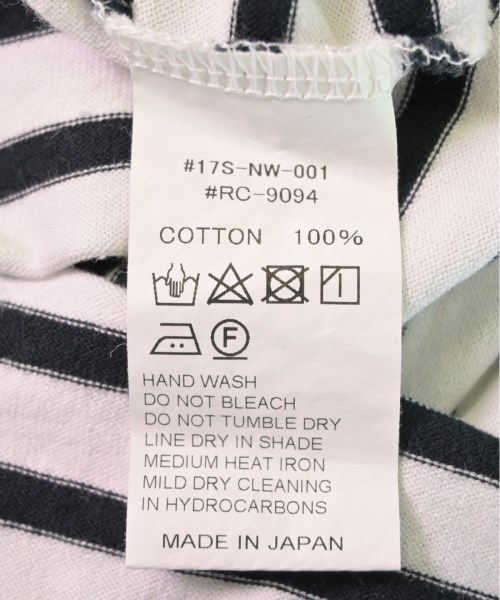 #17S-NW-001
#RC-9094
COTTON 100%
F
HAND WASH
DO NOT BLEACH
DO NOT TUMBLE DRY
LINE DRY IN SHADE
MEDIUM HEAT IRON
MILD DRY CLEANING
IN HYDROCARBONS
MADE IN JAPAN